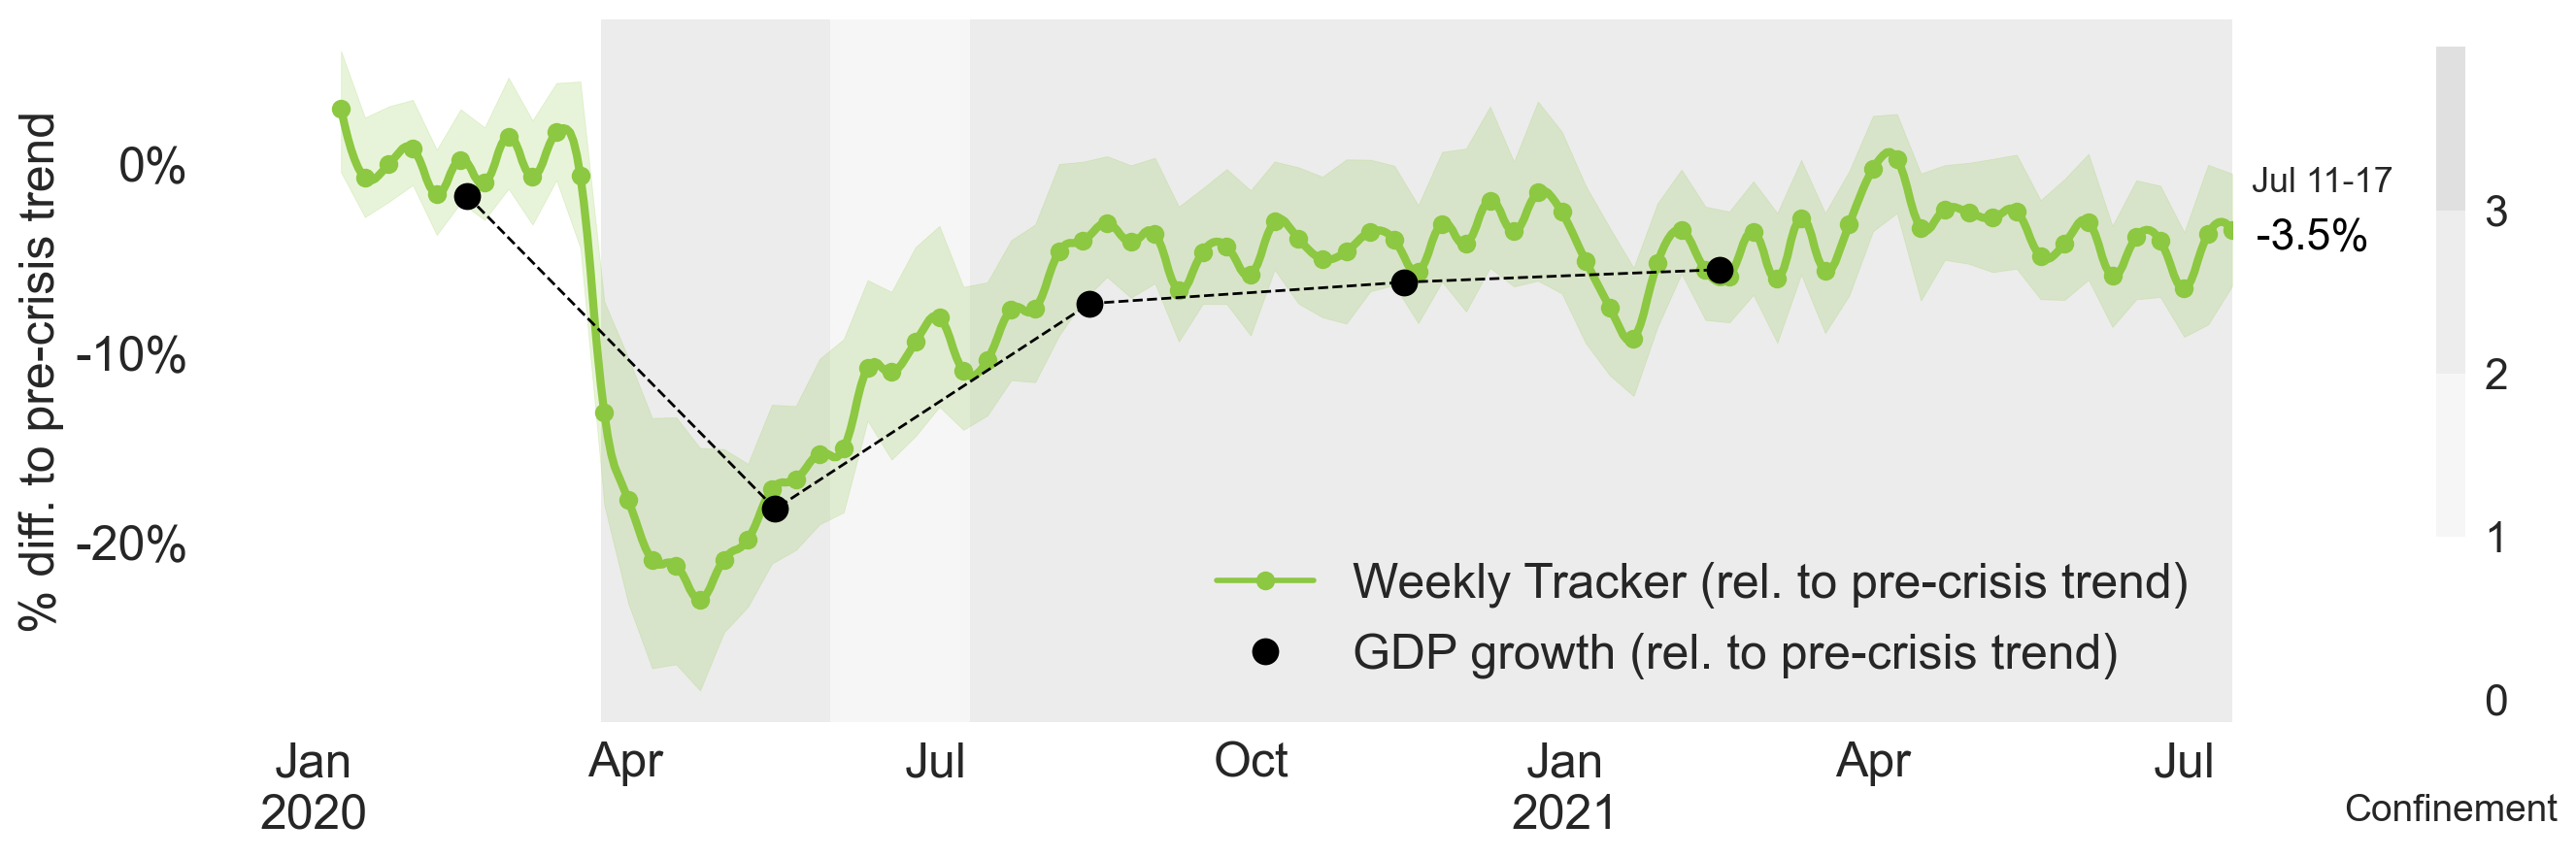 % diff. to pre-crisis trend
0%
-10%
-20%
Jul 11-17
-3.5%
3
2
1
0
Confinement
Weekly Tracker (rel. to pre-crisis trend)
GDP growth (rel. to pre-crisis trend)
Jan Apr Jul Oct Jan Apr Jul
2020 2021